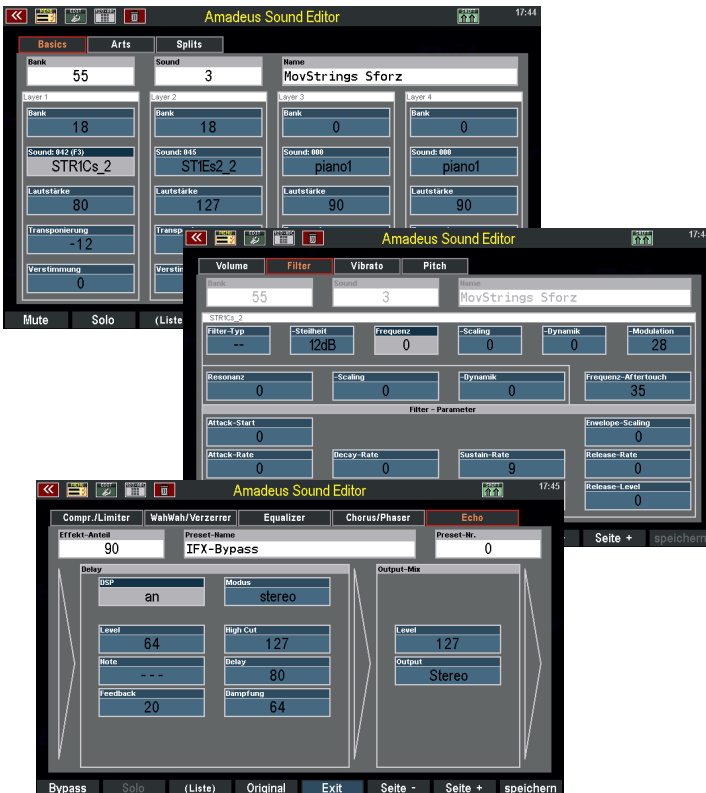 Amadeus Sound Editor 17:44
Basics Arts Splits
Bank Sound Name
55 3 MovStrings Sforz
Layer 1 Layer 2 Layer 3 Layer 4
Bank Bank Bank Bank
18 18 0 0
Sound: 042 (F3) Sound: 045 Sound: 000 Sound: 000
STR1Cs_2 ST1Es2_2 piano1 piano1
Lautstärke Lautstärke Lautstärke Lautstärke
80 127 90 90
Transponierung Transp
-12
Verstimmung Verstin
0
Mute Solo (Liste
Amadeus Sound Editor 17:4
Volume Filter Vibrato Pitch
Bank Sound Name
55 3 MovStrings Sforz
STR1Cs_2
Filter-Typ -Steilheit Frequenz -Scaling -Dynamik -Modulation
-- 12dB 0 0 0 28
Resonanz -Scaling -Dynamik Frequenz-Aftertouch
0 0 0 35
Filter - Parameter
Attack-Start Envelope-Scaling
0 0
Attack-Rate Decay-Rate Sustain-Rate Release-Rate
0 0 9 0
Release-Level
0
- Seite + speichern
Amadeus Sound Editor 17:45
Compr./Limiter WahWah/Verzerrer Equalizer Chorus/Phaser Echo
Effekt-Anteil Preset-Name Preset-Nr.
90 IFX-Bypass 0
Delay Output-Mix
DSP Modus
an stereo
Level High Cut Level
64 127 127
Note Delay Output
--- 80 Stereo
Feedback Dämpfung
20 64
Bypass Solo (Liste) Original Exit Seite - Seite + speichern